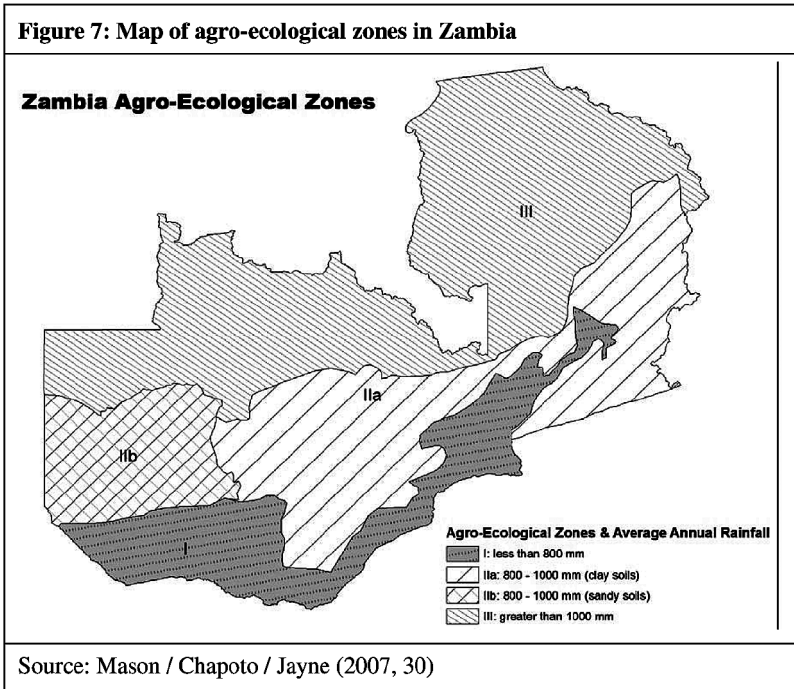 Figure 7: Map of agro-ecological zones in Zambia
Zambia Agro-Ecological Zones
III
I
IIa
IIb
I
Agro-Ecological Zones & Average Annual Rainfall
I: less than 800 mm
IIa: 800 - 1000 mm (clay soils)
IIb: 800 - 1000 mm (sandy soils)
III: greater than 1000 mm
Source: Mason / Chapoto / Jayne (2007, 30)